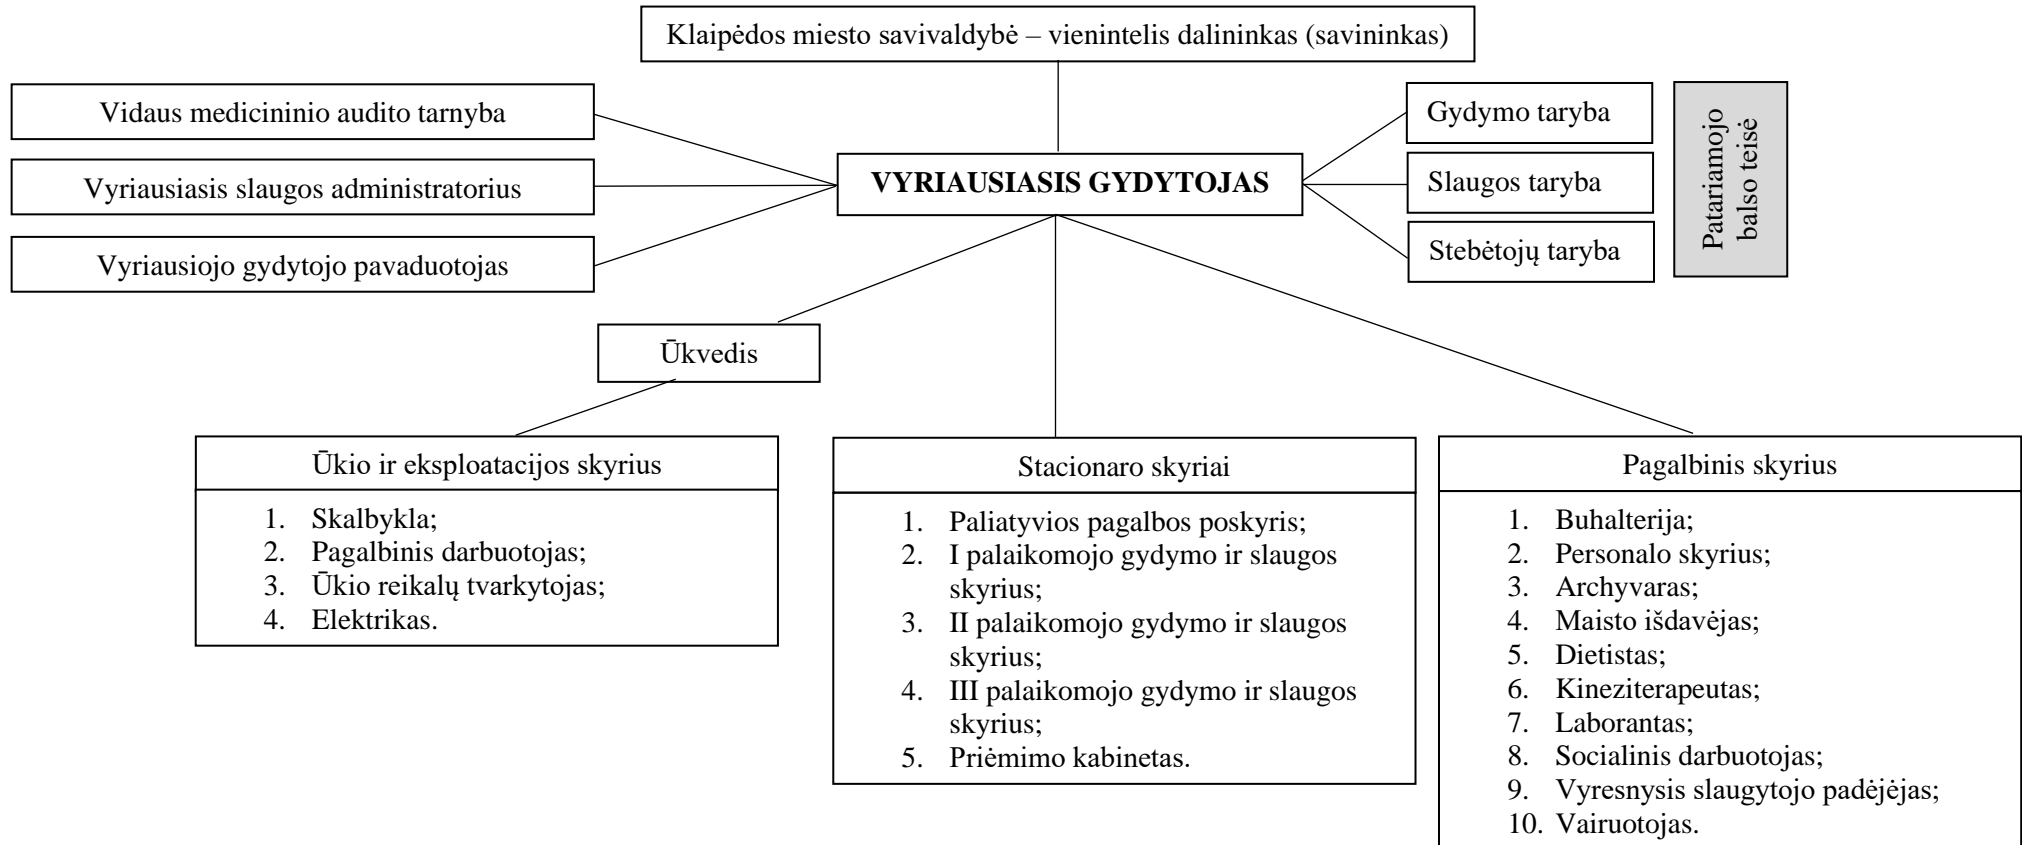 Klaipėdos miesto savivaldybė – vienintelis dalininkas (savininkas)
Vidaus medicininio audito tarnyba
Vyriausiasis slaugos administratorius
Vyriausiojo gydytojo pavaduotojas
VYRIAUSIASIS GYDYTOJAS
Gydymo taryba
Slaugos taryba
Stebėtojų taryba
Patariamojo
balso teisė
Ūkvedis
Ūkio ir eksploatacijos skyrius
1. Skalbykla;
2. Pagalbinis darbuotojas;
3. Ūkio reikalų tvarkytojas;
4. Elektrikas.
Stacionaro skyriai
1. Paliatyvios pagalbos poskyris;
2. I palaikomojo gydymo ir slaugos
skyrius;
3. II palaikomojo gydymo ir slaugos
skyrius;
4. III palaikomojo gydymo ir slaugos
skyrius;
5. Priėmimo kabinetas.
Pagalbinis skyrius
1. Buhalterija;
2. Personalo skyrius;
3. Archyvaras;
4. Maisto išdavėjas;
5. Dietistas;
6. Kineziterapeutas;
7. Laborantas;
8. Socialinis darbuotojas;
9. Vyresnysis slaugytojo padėjėjas;
10. Vairuotojas.